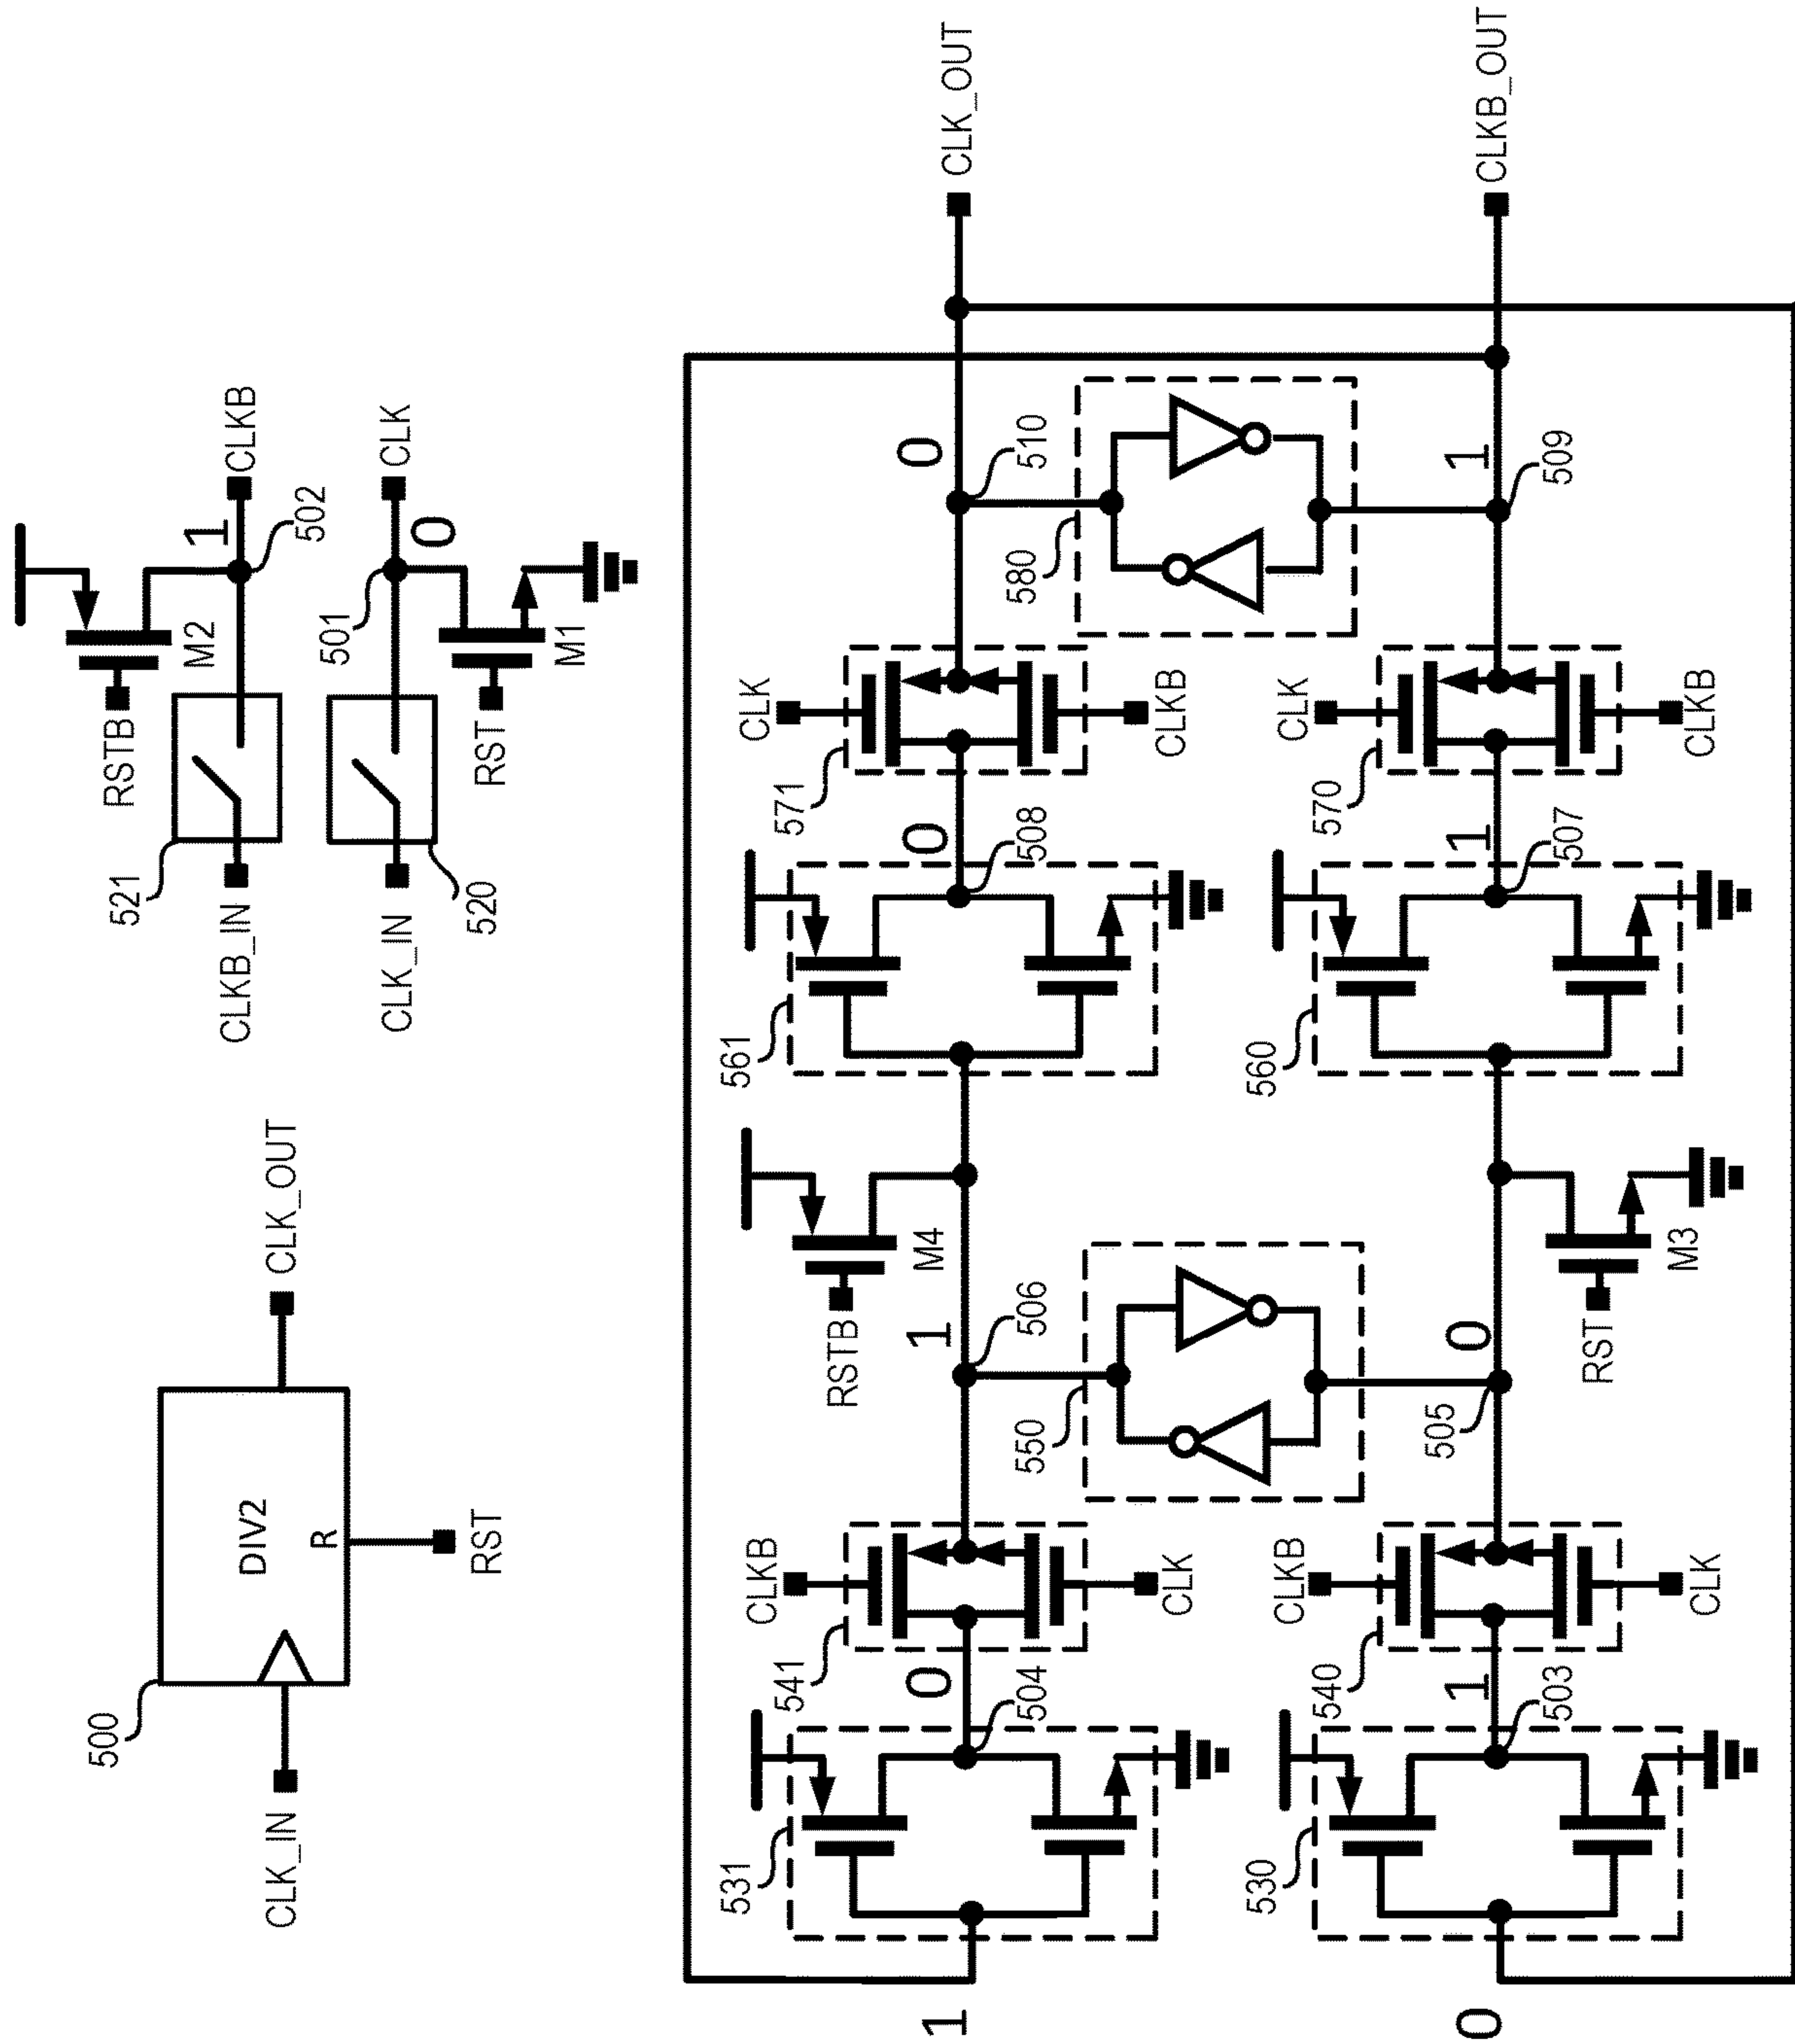 500
CLK_IN
DIV2
R
CLK_OUT
RST
CLKB_IN
521
RSTB
M2
1
CLKB
502
CLK_IN
520
RST
501
M1
0
CLK
1
531
0
504
541
CLKB
CLK
1
506
550
RSTB
M4
561
0
508
571
CLK
CLKB
580
0
510
CLK_OUT
0
530
1
503
540
CLKB
CLK
505
0
RST
M3
560
1
507
570
CLK
CLKB
1
509
CLKB_OUT